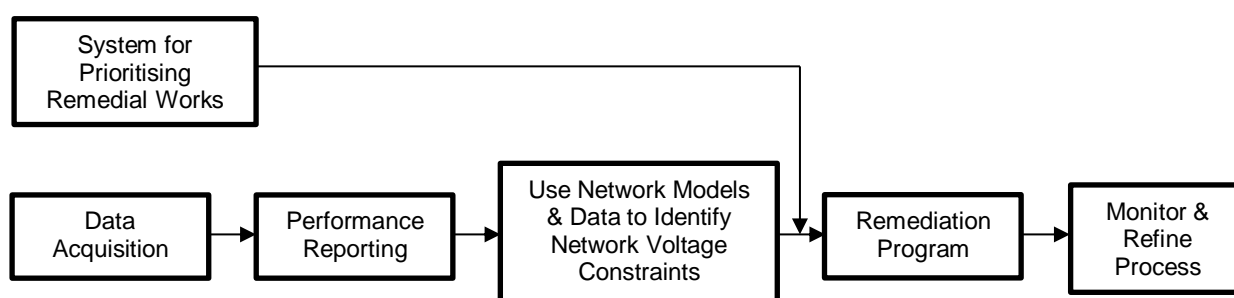 System for
Prioritising
Remedial Works
Data
Acquisition
Performance
Reporting
Use Network Models
& Data to Identify
Network Voltage
Constraints
Remediation
Program
Monitor &
Refine
Process